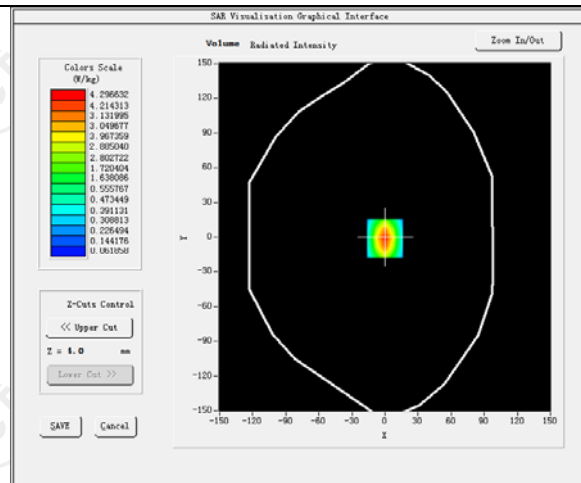 SAR Visualisation Graphical Interface
Volume Radiated Intensity
Zoom In/Out
Colors Scale
(W/kg)
4.296632
4.214313
3.131995
3.049677
3.967359
2.885040
2.802722
1.720404
1.638086
0.555767
0.473449
0.391131
0.308813
0.226494
0.144176
0.061858
Z-Cuts Control
<< Upper Cut
Z = 4.0 mm
Lower Cut >>
SAVE
Cancel
150
120
90
60
30
0
-30
-60
-90
-120
-150
Y
-150 -120 -90 -60 -30 0 30 60 90 120 150
X